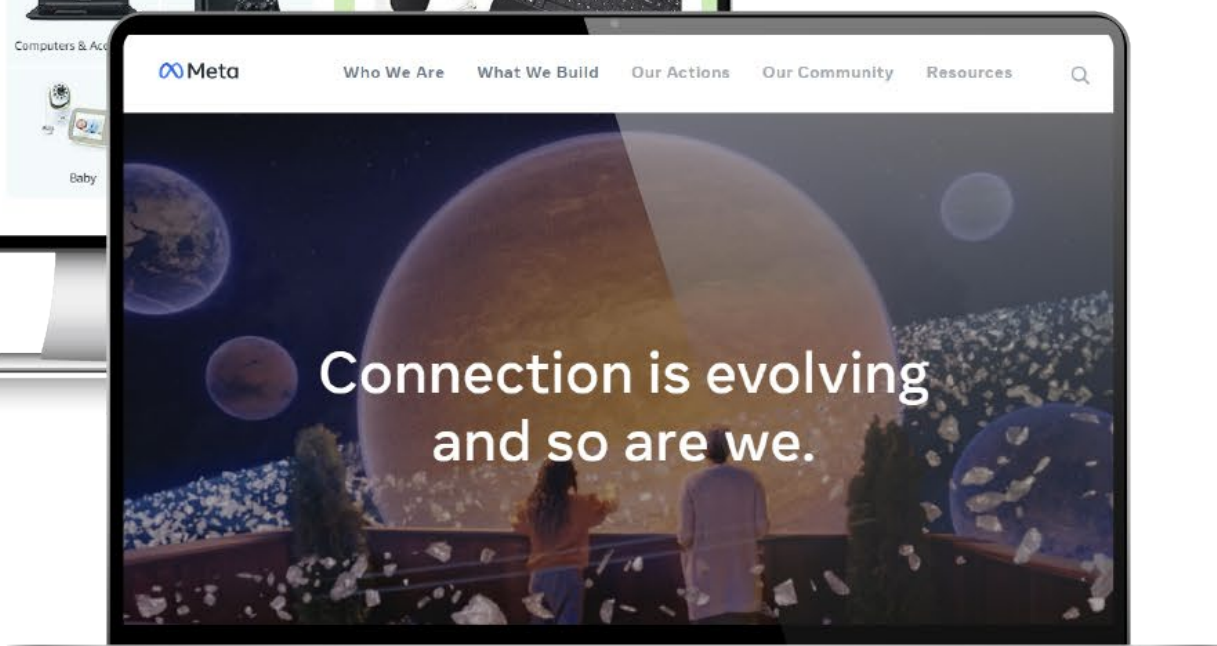 Computers & Acc
Baby
Meta
Who We Are What We Build Our Actions Our Community Resources
Connection is evolving
and so are we.